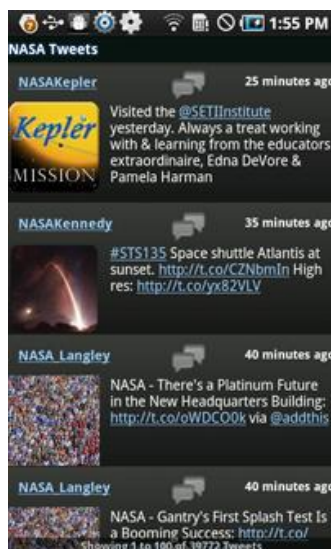 1:55 PM
NASA Tweets
NASAKepler 25 minutes ago
Kepler
MISSION
Visited the @SETIInstitute
yesterday. Always a treat working
with & learning from the educators
extraordinaire, Edna DeVore &
Pamela Harman
NASAKennedy 35 minutes ago
#STS135 Space shuttle Atlantis at
sunset. http://t.co/CZNbmIn High
res: http://t.co/yx82VLV
NASA_Langley 40 minutes ago
NASA - There's a Platinum Future
in the New Headquarters Building:
http://t.co/oWDCO0k via @addthis
NASA_Langley 40 minutes ago
NASA - Gantry's First Splash Test Is
a Booming Success: http://t.co/
Showing 1 to 100 of 39772 Tweets